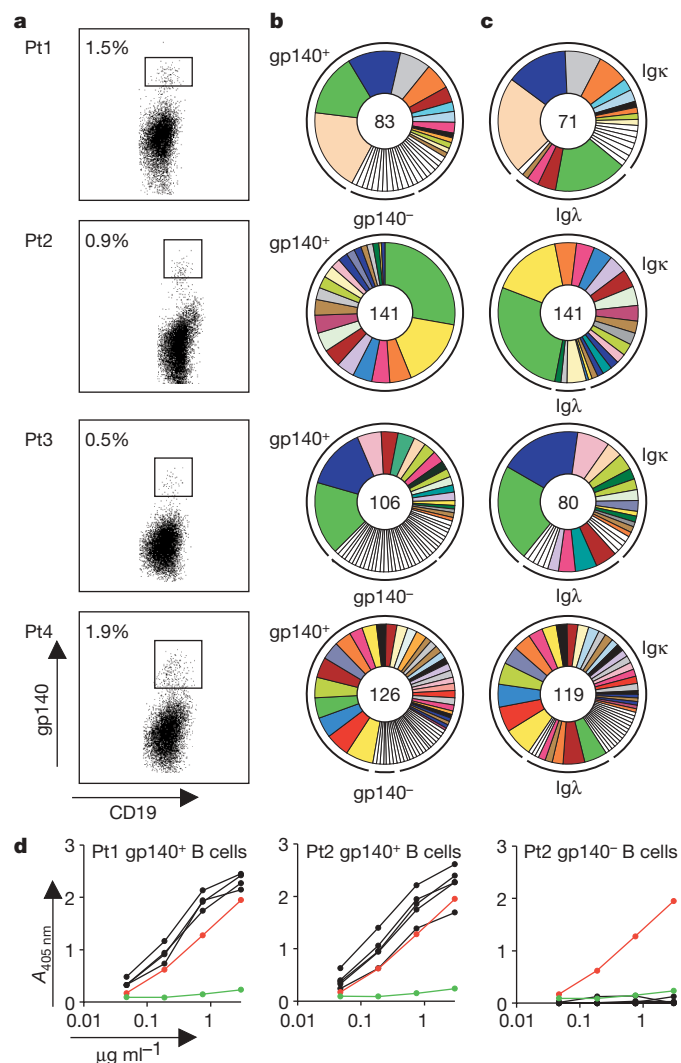 a b c
Pt1 1.5% gp140⁺ 83 gp140⁻ 71 Igκ Igλ
Pt2 0.9% gp140⁺ 141 141 Igκ Igλ
Pt3 0.5% gp140⁺ 106 gp140⁻ 80 Igκ Igλ
Pt4 1.9% gp140⁺ 126 gp140⁻ 119 Igκ Igλ
gp140
CD19
d
Pt1 gp140⁺ B cells Pt2 gp140⁺ B cells Pt2 gp140⁻ B cells
3 3 3
2 2 2
1 1 1
0 0 0
A405 nm
0.01 0.1 1 0.01 0.1 1 0.01 0.1 1
μg ml⁻¹